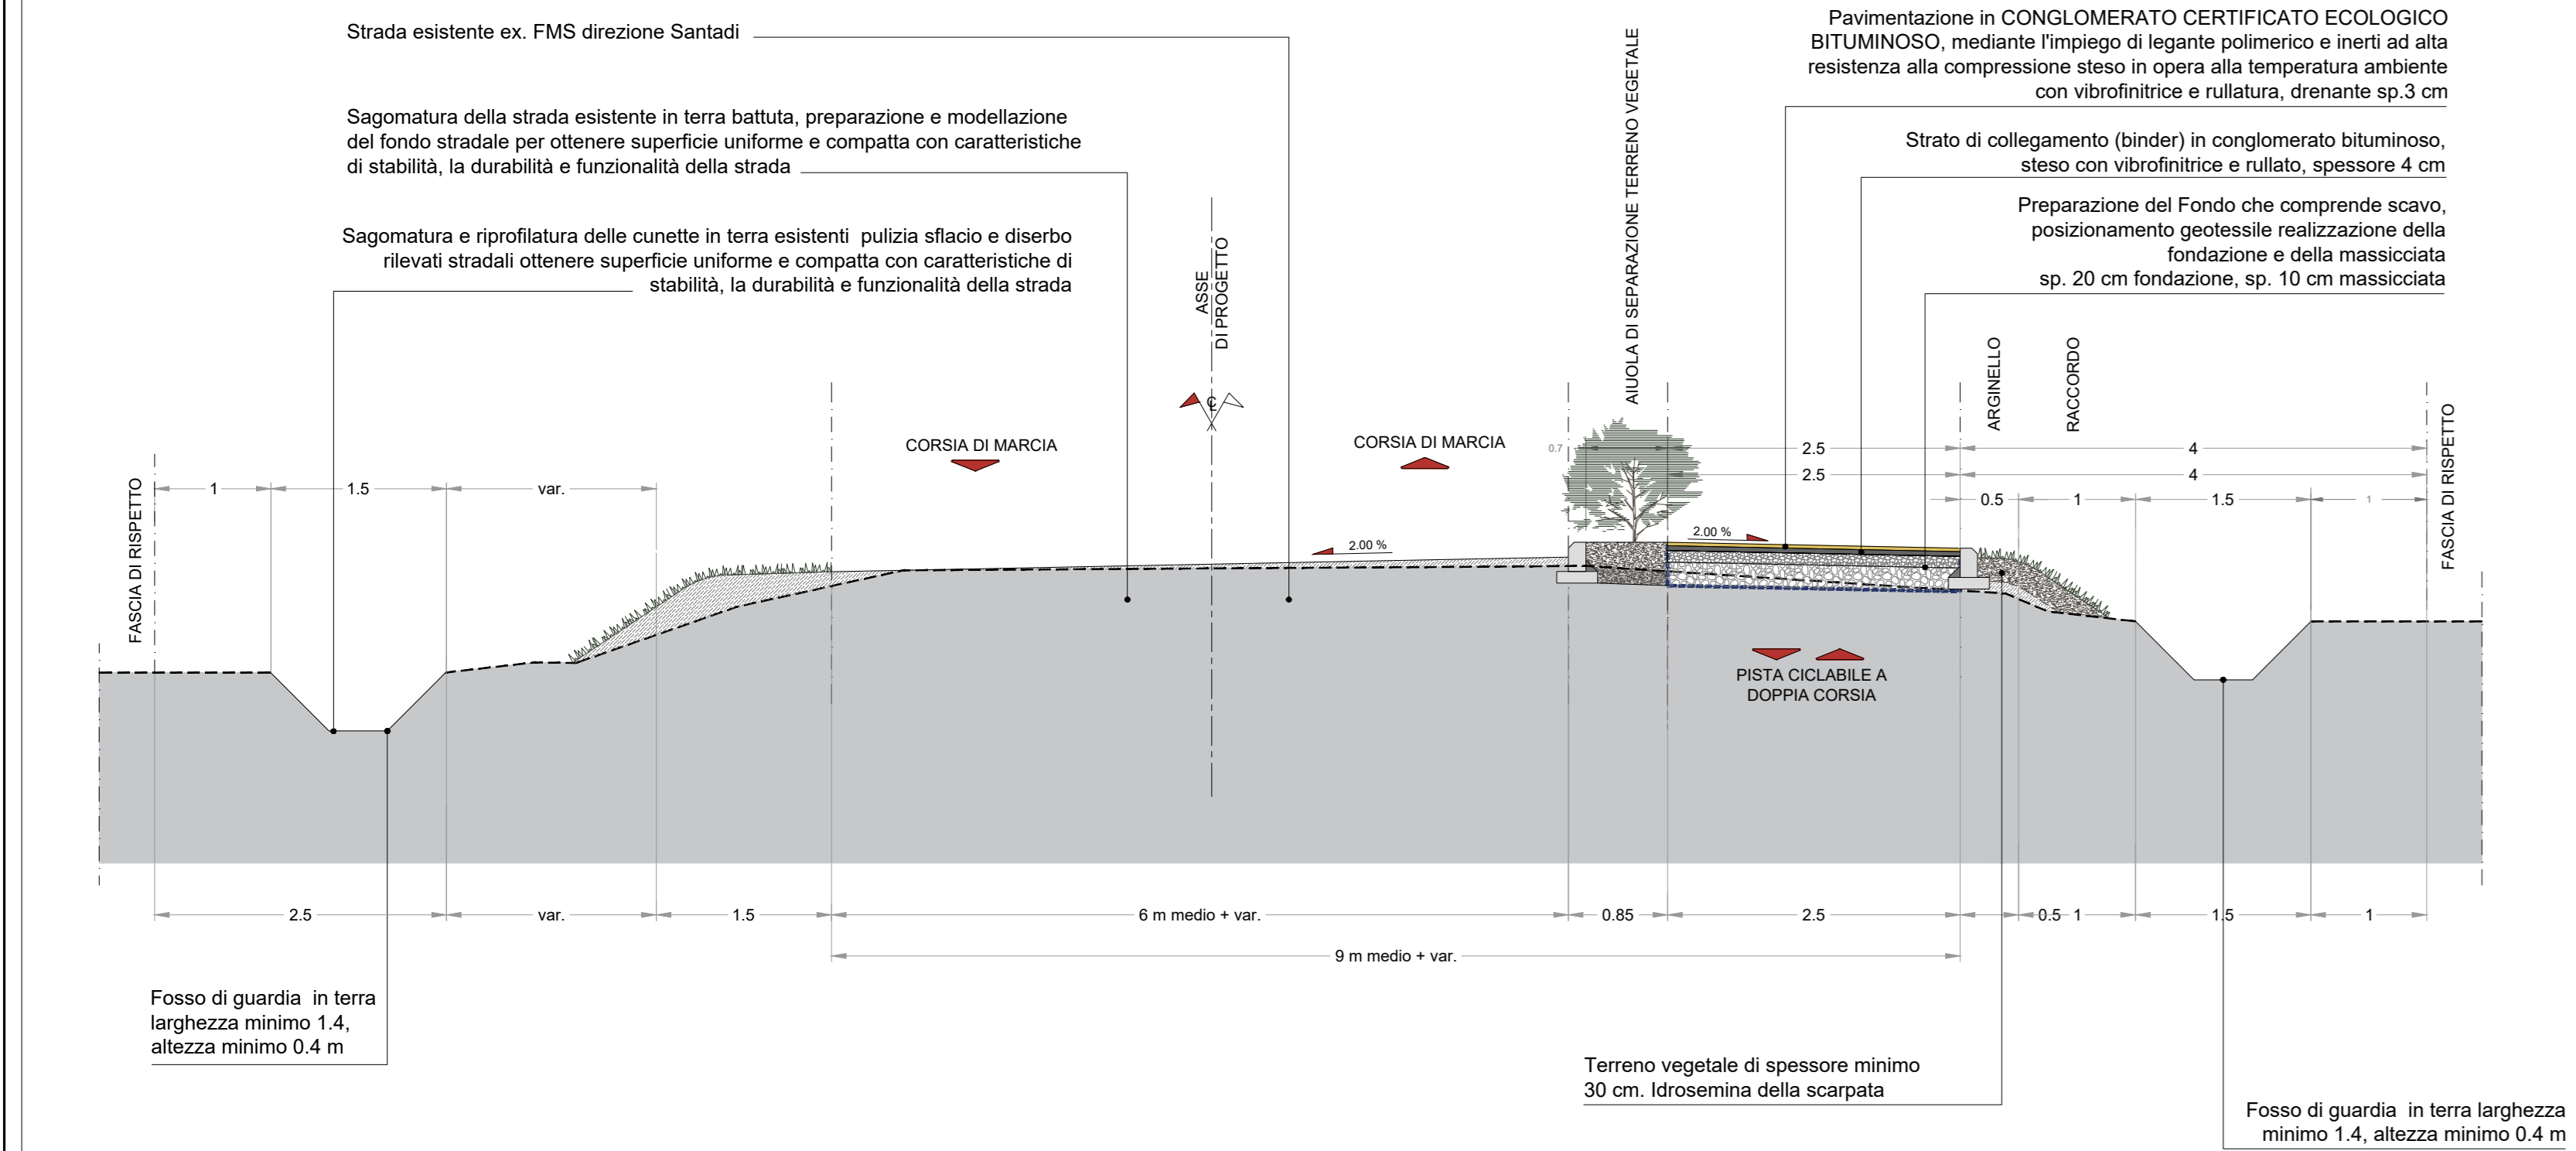 Strada esistente ex. FMS direzione Santadi
Sagomatura della strada esistente in terra battuta, preparazione e modellazione
del fondo stradale per ottenere superficie uniforme e compatta con caratteristiche
di stabilità, la durabilità e funzionalità della strada
Sagomatura e riprofilatura delle cunette in terra esistenti pulizia sflacio e diserbo
rilevati stradali ottenere superficie uniforme e compatta con caratteristiche di
stabilità, la durabilità e funzionalità della strada
Pavimentazione in CONGLOMERATO CERTIFICATO ECOLOGICO
BITUMINOSO, mediante l'impiego di legante polimerico e inerti ad alta
resistenza alla compressione steso in opera alla temperatura ambiente
con vibrofinitrice e rullatura, drenante sp.3 cm
Strato di collegamento (binder) in conglomerato bituminoso,
steso con vibrofinitrice e rullato, spessore 4 cm
Preparazione del Fondo che comprende scavo,
posizionamento geotessile realizzazione della
fondazione e della massicciata
sp. 20 cm fondazione, sp. 10 cm massicciata
ASSE
DI PROGETTO
AIUOLA DI SEPARAZIONE TERRENO VEGETALE
ARGINELLO
RACCORDO
FASCIA DI RISPETTO
FASCIA DI RISPETTO
CORSIA DI MARCIA
CORSIA DI MARCIA
0.7
2.5
4
2.5
4
1
1.5
var.
0.5
1
1.5
1
2.00 %
2.00 %
PISTA CICLABILE A
DOPPIA CORSIA
2.5
var.
1.5
6 m medio + var.
0.85
2.5
0.5
1
1.5
1
9 m medio + var.
Fosso di guardia in terra
larghezza minimo 1.4,
altezza minimo 0.4 m
Terreno vegetale di spessore minimo
30 cm. Idrosemina della scarpata
Fosso di guardia in terra larghezza
minimo 1.4, altezza minimo 0.4 m